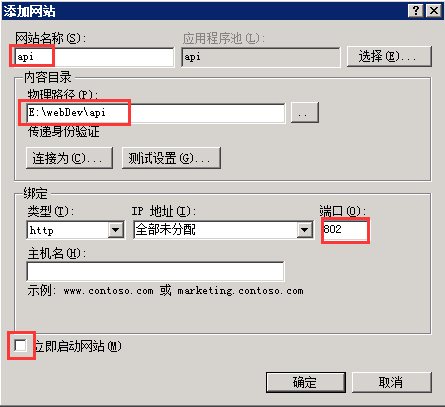 添加网站
网站名称(S): 应用程序池(L):
api api 选择(E)...
内容目录
物理路径(P):
E:\webDev\api ..
传递身份验证
连接为(C)... 测试设置(G)...
绑定
类型(T): IP 地址(I): 端口(O):
http 全部未分配 802
主机名(H):
示例: www.contoso.com 或 marketing.contoso.com
立即启动网站(M)
确定 取消